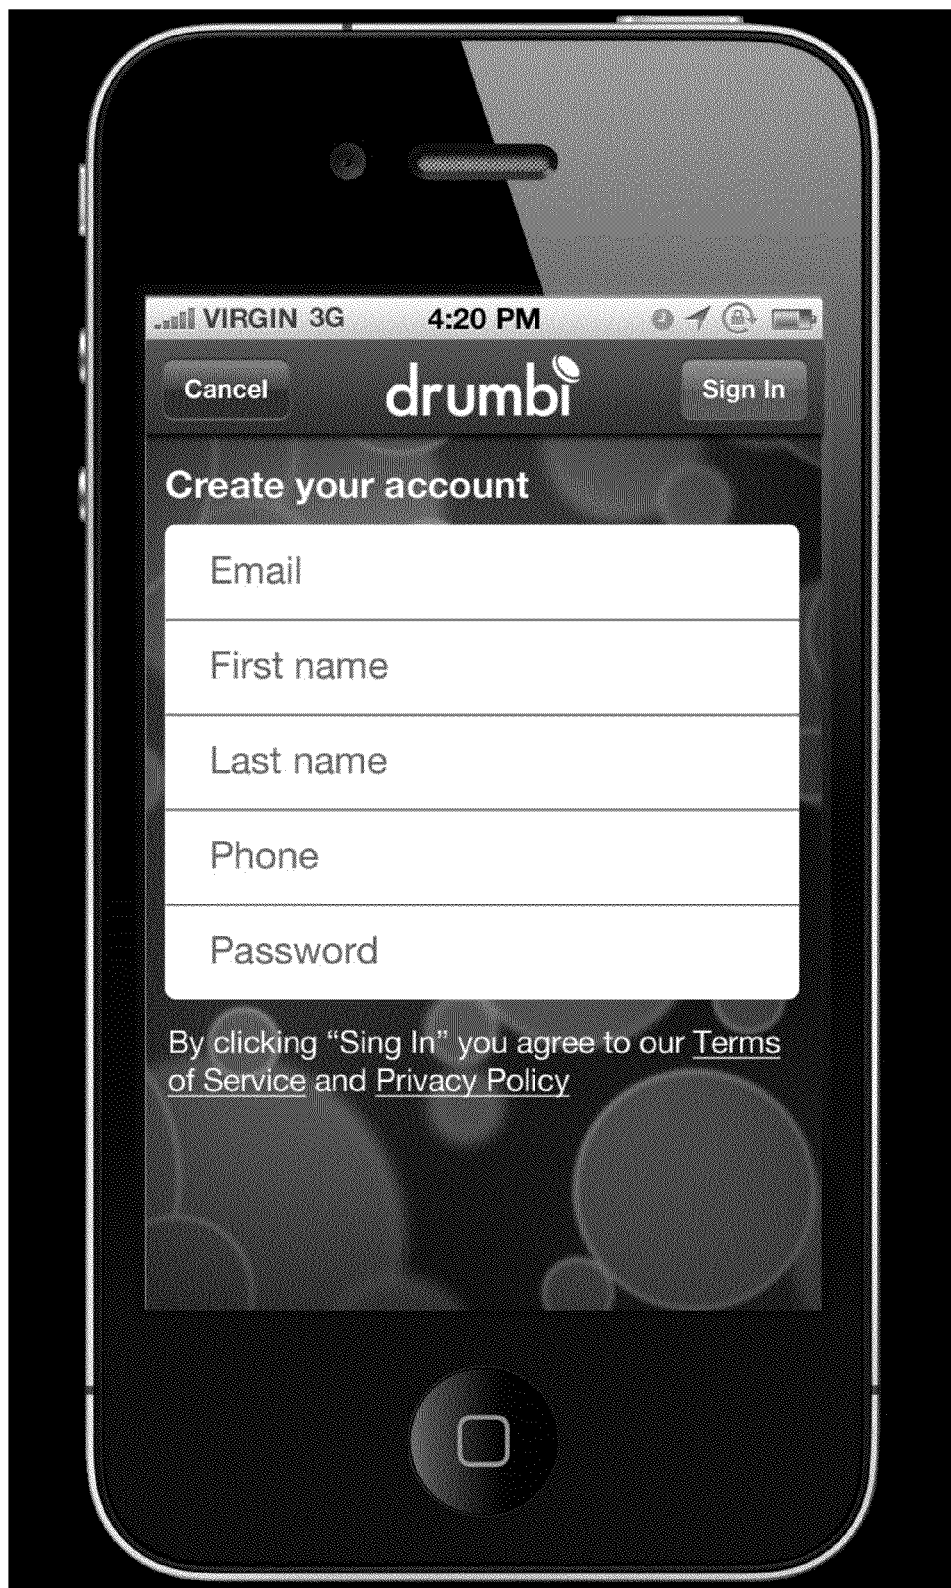 VIRGIN 3G 4:20 PM
Cancel drumbi Sign In
Create your account
Email
First name
Last name
Phone
Password
By clicking “Sing In” you agree to our Terms
of Service and Privacy Policy